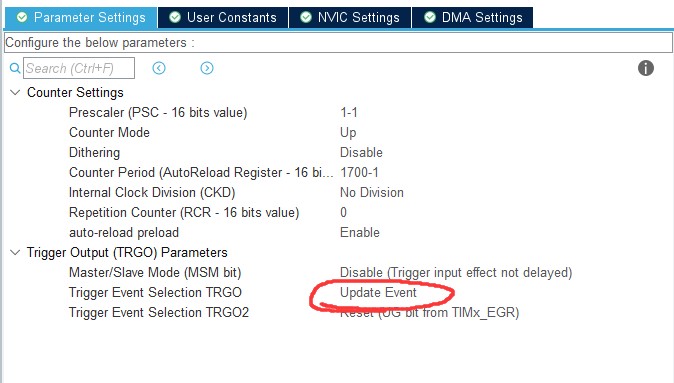 Parameter Settings User Constants NVIC Settings DMA Settings
Configure the below parameters :
Search (Ctrl+F)
Counter Settings
Prescaler (PSC - 16 bits value) 1-1
Counter Mode Up
Dithering Disable
Counter Period (AutoReload Register - 16 bi... 1700-1
Internal Clock Division (CKD) No Division
Repetition Counter (RCR - 16 bits value) 0
auto-reload preload Enable
Trigger Output (TRGO) Parameters
Master/Slave Mode (MSM bit) Disable (Trigger input effect not delayed)
Trigger Event Selection TRGO Update Event
Trigger Event Selection TRGO2 Reset (UG bit from TIMx_EGR)